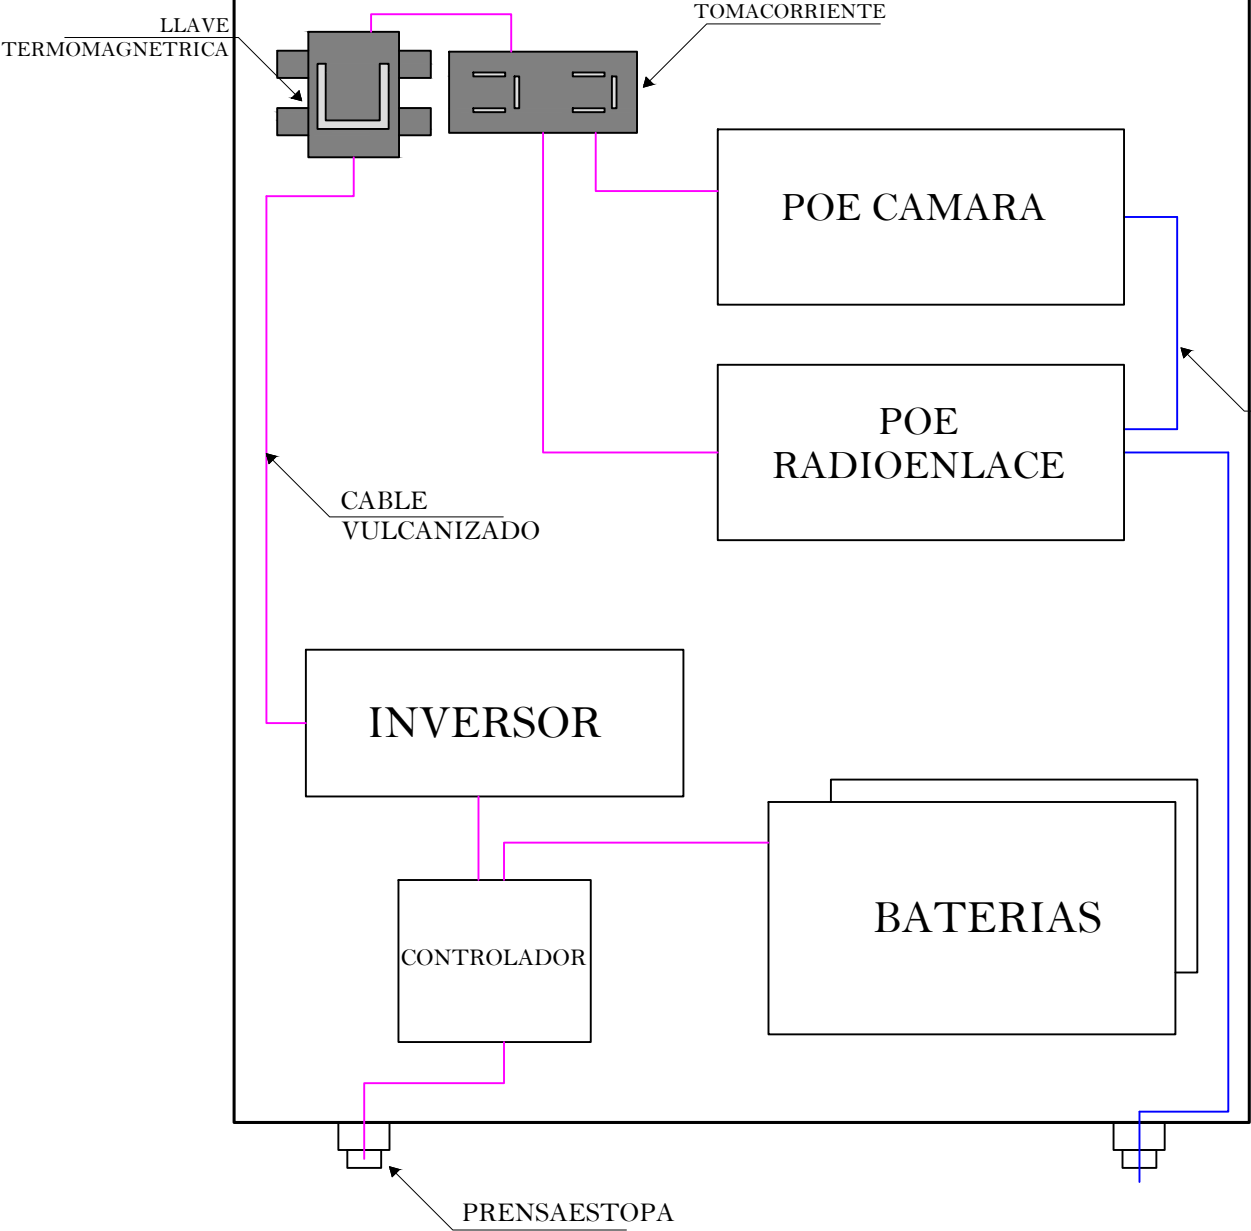 TOMACORRIENTE
LLAVE
TERMOMAGNETRICA
POE CAMARA
POE
RADIOENLACE
CABLE
VULCANIZADO
INVERSOR
BATERIAS
CONTROLADOR
PRENSAESTOPA